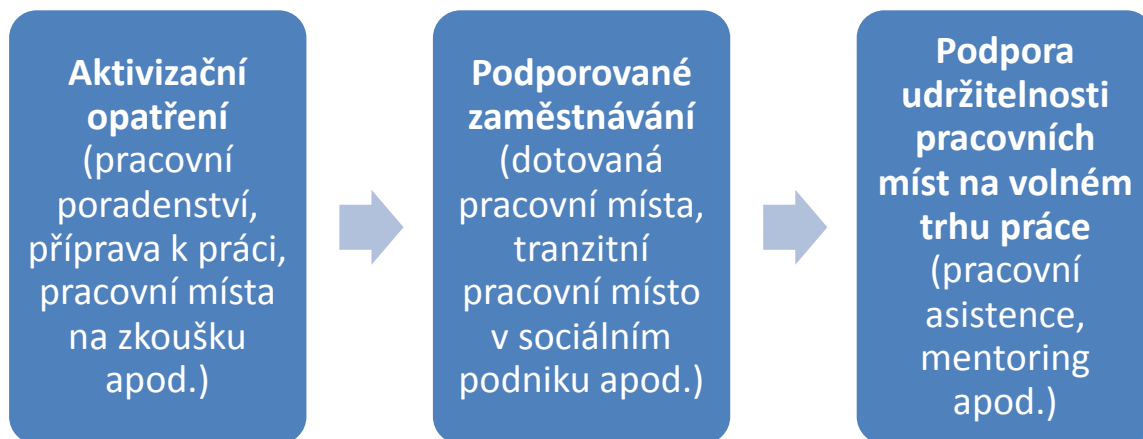 Aktivizační
opatření
(pracovní
poradenství,
příprava k práci,
pracovní místa
na zkoušku
apod.)
Podporované
zaměstnávání
(dotovaná
pracovní místa,
tranzitní
pracovní místo
v sociálním
podniku apod.)
Podpora
udržitelnosti
pracovních
míst na volném
trhu práce
(pracovní
asistence,
mentoring
apod.)